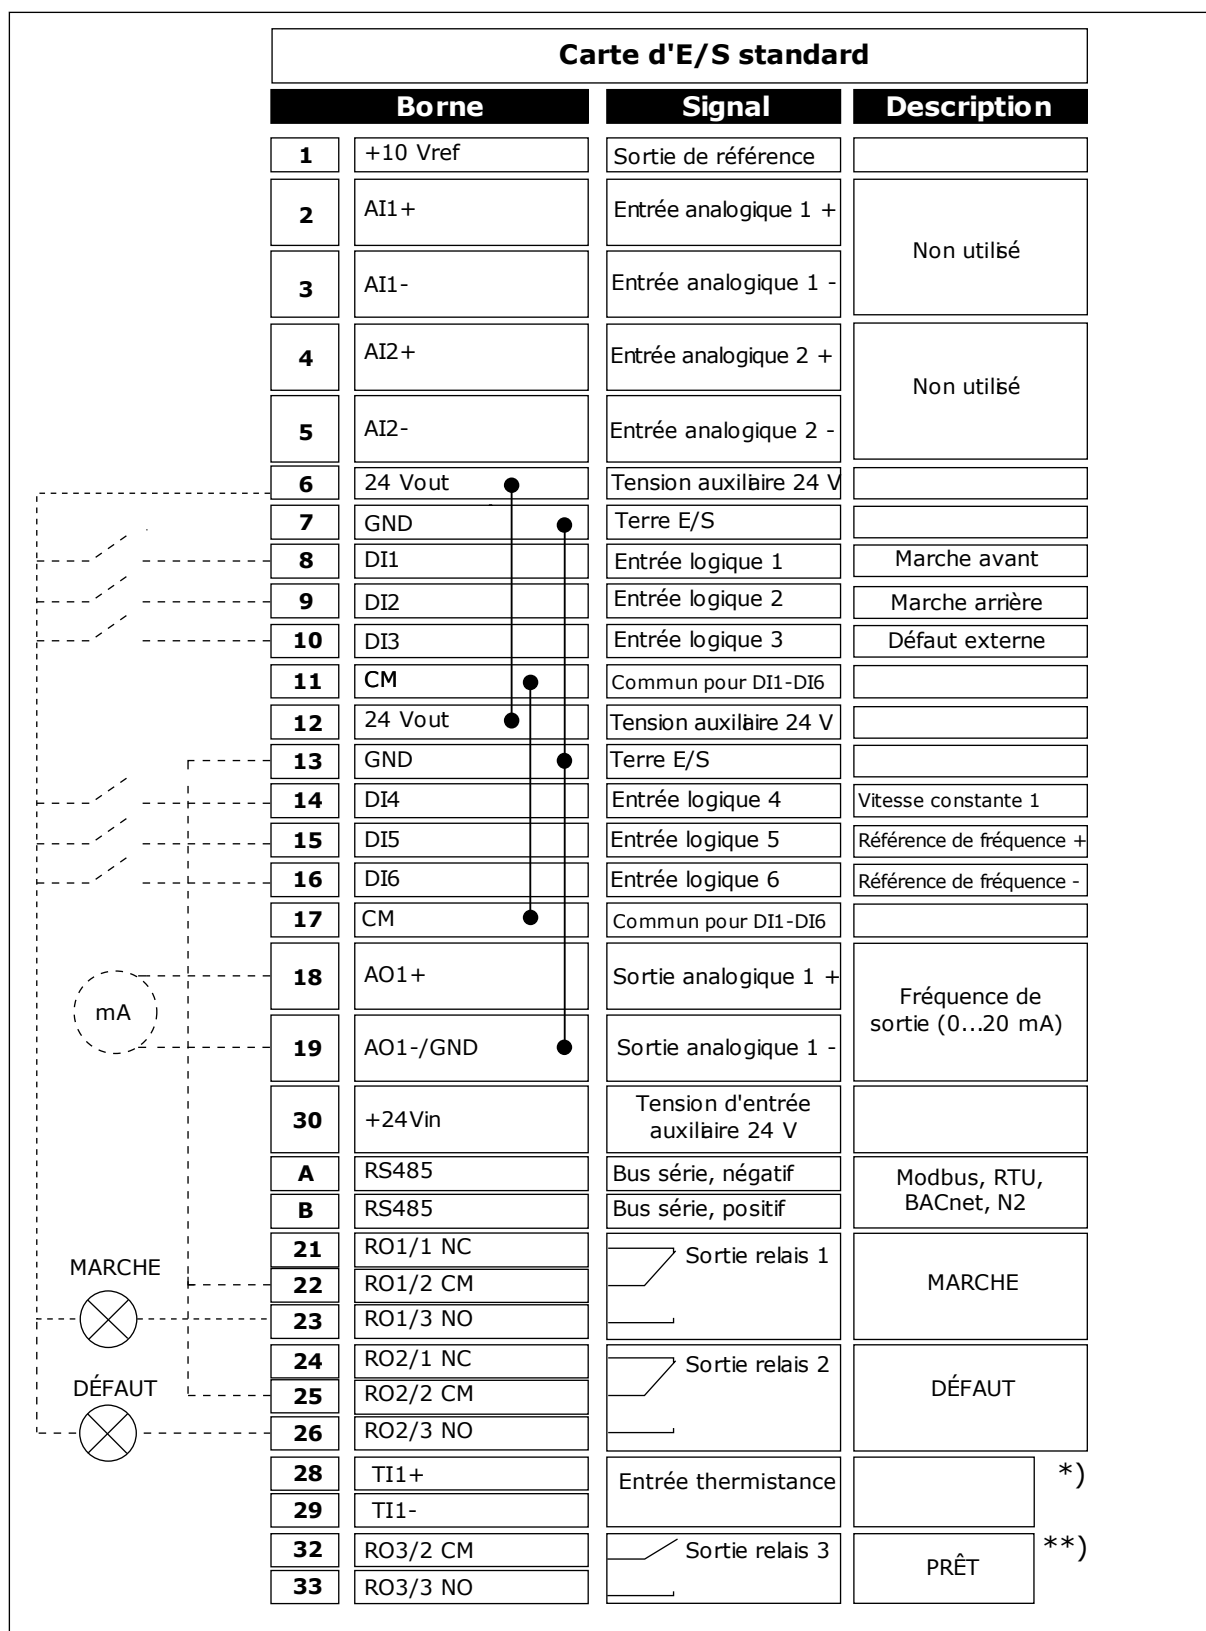 Carte d'E/S standard
Borne Signal Description
1 +10 Vref Sortie de référence
2 AI1+ Entrée analogique 1 +
Non utilisé
3 AI1- Entrée analogique 1 -
4 AI2+ Entrée analogique 2 +
Non utilisé
5 AI2- Entrée analogique 2 -
6 24 Vout Tension auxiliaire 24 V
7 GND Terre E/S
8 DI1 Entrée logique 1 Marche avant
9 DI2 Entrée logique 2 Marche arrière
10 DI3 Entrée logique 3 Défaut externe
11 CM Commun pour DI1-DI6
12 24 Vout Tension auxiliaire 24 V
13 GND Terre E/S
14 DI4 Entrée logique 4 Vitesse constante 1
15 DI5 Entrée logique 5 Référence de fréquence +
16 DI6 Entrée logique 6 Référence de fréquence -
17 CM Commun pour DI1-DI6
18 AO1+ Sortie analogique 1 +
Fréquence de
sortie (0...20 mA)
mA
19 AO1-/GND Sortie analogique 1 -
30 +24Vin Tension d'entrée
auxiliaire 24 V
A RS485 Bus série, négatif
Modbus, RTU,
BACnet, N2
B RS485 Bus série, positif
21 RO1/1 NC Sortie relais 1
MARCHE
22 RO1/2 CM MARCHE
23 RO1/3 NO
24 RO2/1 NC Sortie relais 2
DÉFAUT
25 RO2/2 CM DÉFAUT
26 RO2/3 NO
28 TI1+ Entrée thermistance *)
29 TI1-
32 RO3/2 CM Sortie relais 3 PRÊT **)
33 RO3/3 NO